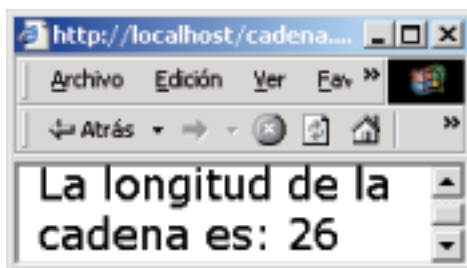 http://localhost/cadena....
Archivo Edición Ver Fav »
Atrás »
La longitud de la
cadena es: 26